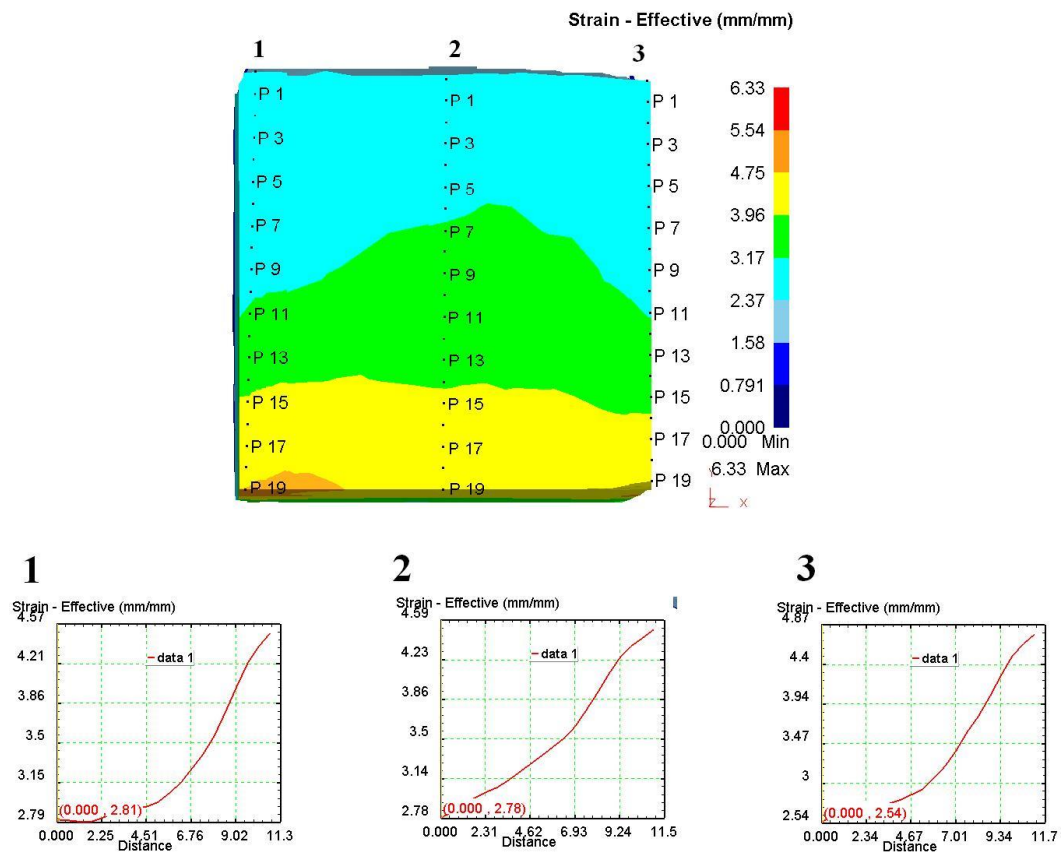 Strain - Effective (mm/mm)
1 2 3
P 1 P 1 P 1
P 3 P 3 P 3
P 5 P 5 P 5
P 7 P 7 P 7
P 9 P 9 P 9
P 11 P 11 P 11
P 13 P 13 P 13
P 15 P 15 P 15
P 17 P 17 P 17
P 19 P 19 P 19
6.33
5.54
4.75
3.96
3.17
2.37
1.58
0.791
0.000
0.000 Min
6.33 Max
Z X
1
Strain - Effective (mm/mm)
4.57
4.21
3.86
3.5
3.15
2.79
data 1
(0.000 , 2.81)
0.000 2.25 4.51 6.76 9.02 11.3
Distance
2
Strain - Effective (mm/mm)
4.59
4.23
3.86
3.5
3.14
2.78
data 1
(0.000 , 2.78)
0.000 2.31 4.62 6.93 9.24 11.5
Distance
3
Strain - Effective (mm/mm)
4.87
4.4
3.94
3.47
3
2.54
data 1
(0.000 , 2.54)
0.000 2.34 4.67 7.01 9.34 11.7
Distance